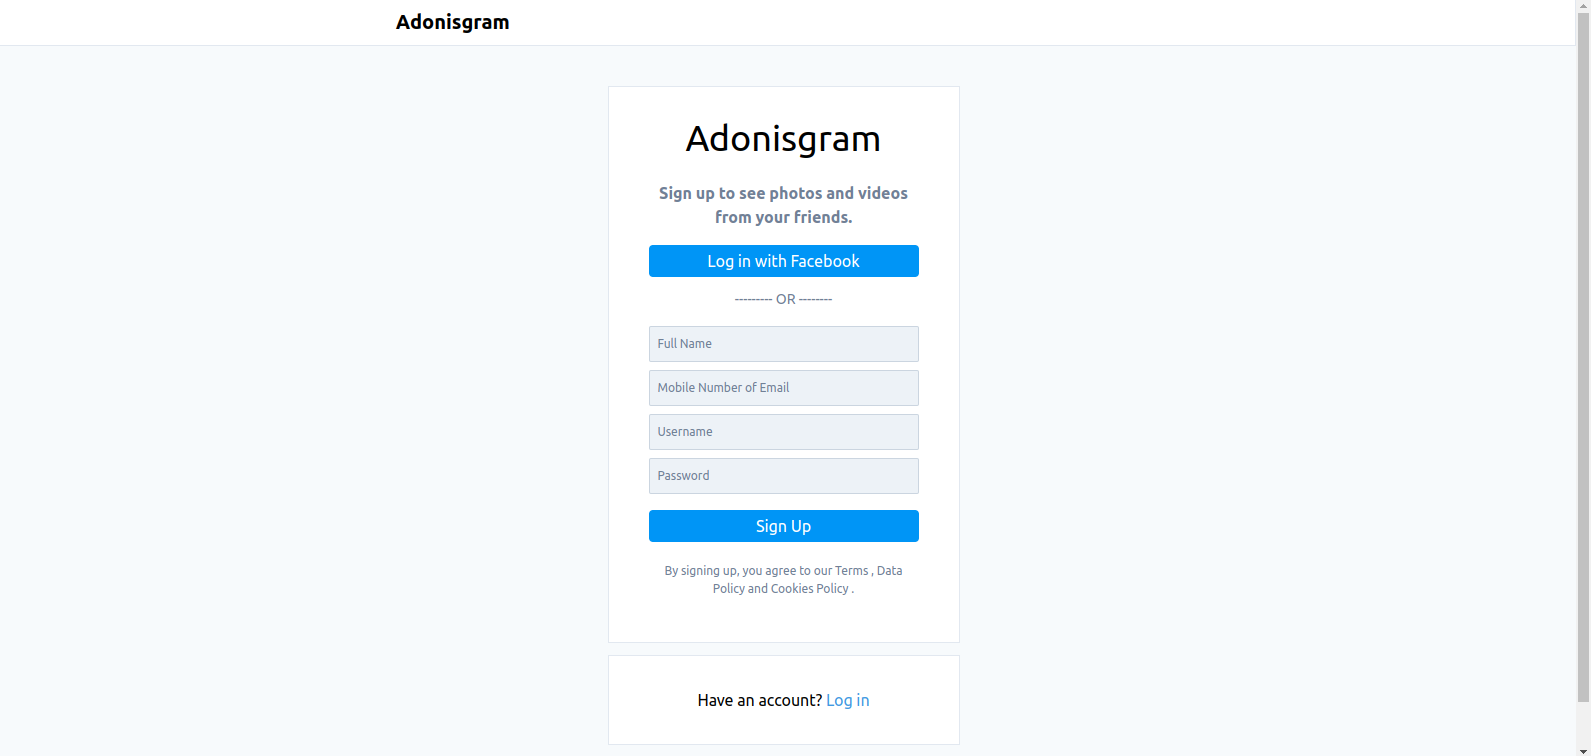 Adonisgram
Adonisgram
Sign up to see photos and videos
from your friends.
Log in with Facebook
--------- OR --------
Full Name
Mobile Number of Email
Username
Password
Sign Up
By signing up, you agree to our Terms , Data
Policy and Cookies Policy .
Have an account? Log in